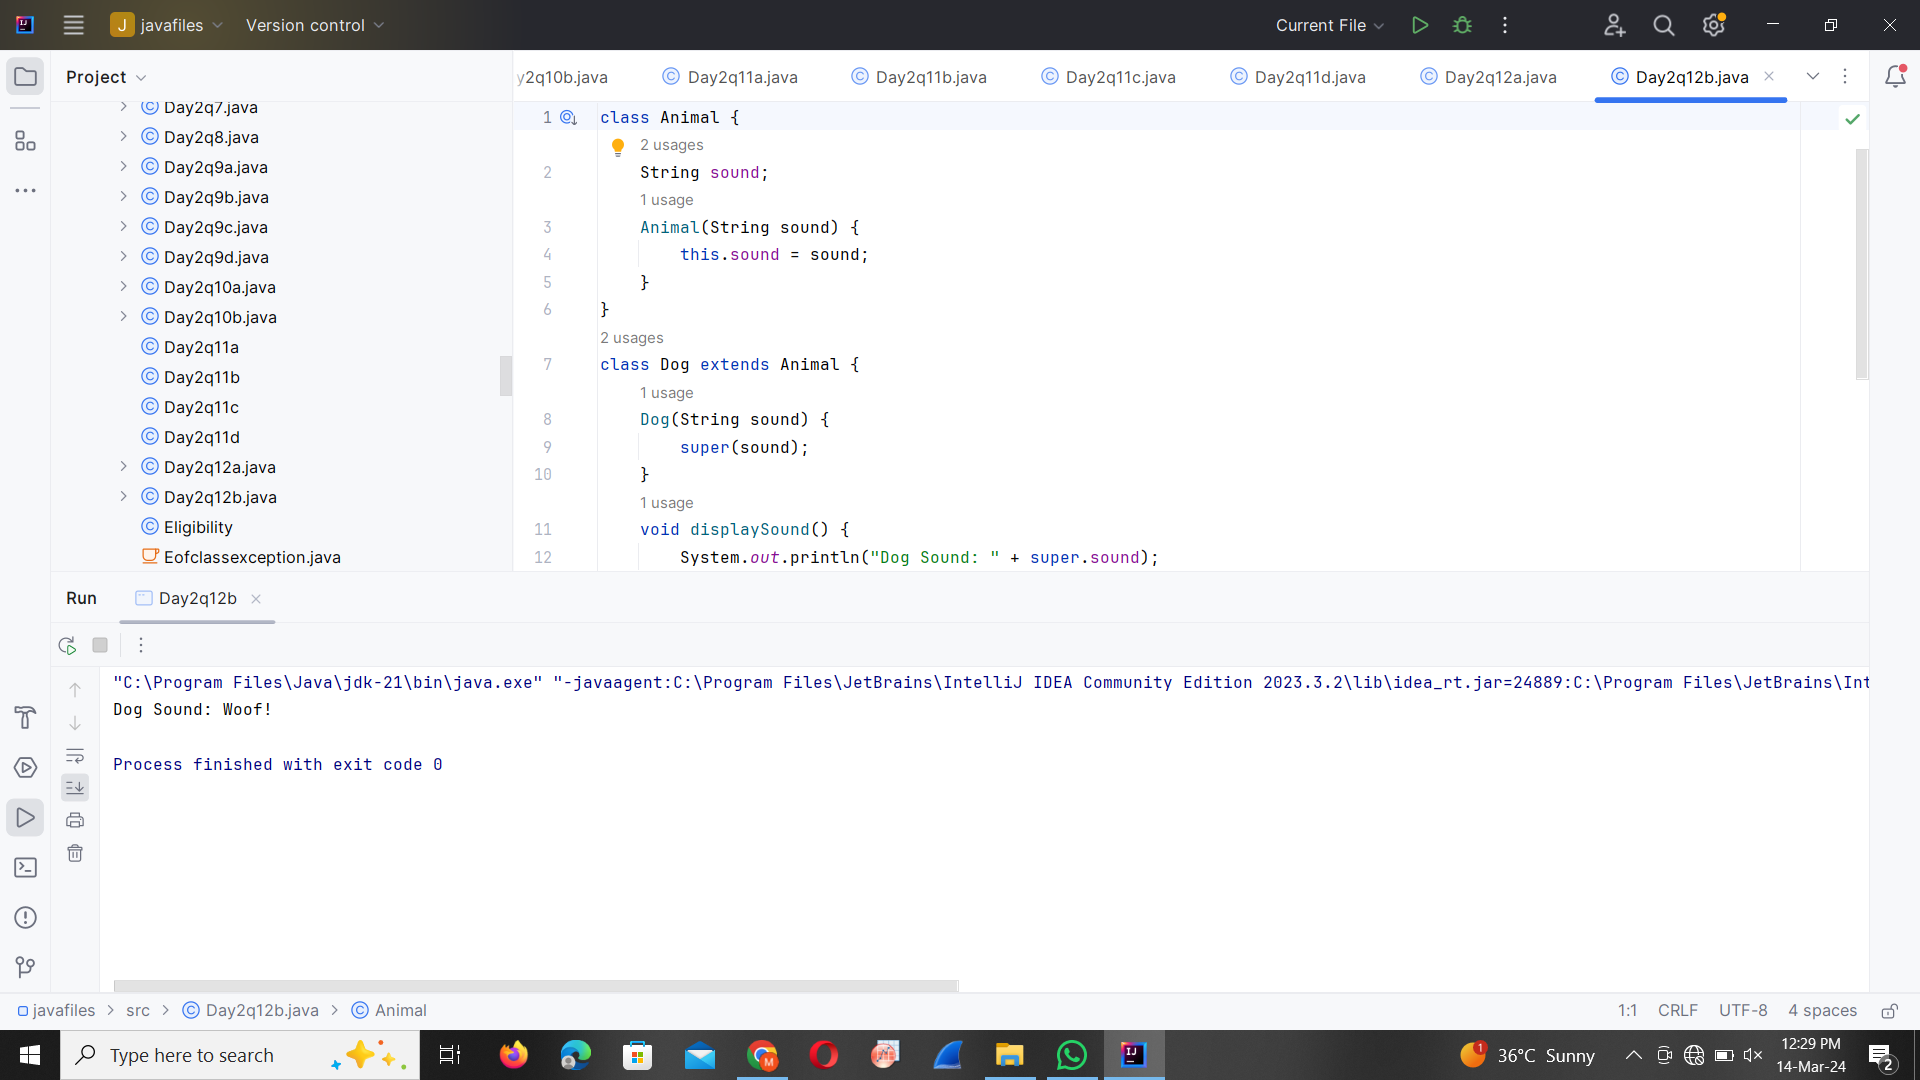 J javafiles Version control Current File
Project
y2q10b.java Day2q11a.java Day2q11b.java Day2q11c.java Day2q11d.java Day2q12a.java Day2q12b.java
Day2q7.java
Day2q8.java
Day2q9a.java
Day2q9b.java
Day2q9c.java
Day2q9d.java
Day2q10a.java
Day2q10b.java
Day2q11a
Day2q11b
Day2q11c
Day2q11d
Day2q12a.java
Day2q12b.java
Eligibility
Eofclassexception.java
1 class Animal {
2 usages
2 String sound;
1 usage
3 Animal(String sound) {
4 this.sound = sound;
5 }
6 }
2 usages
7 class Dog extends Animal {
1 usage
8 Dog(String sound) {
9 super(sound);
10 }
1 usage
11 void displaySound() {
12 System.out.println("Dog Sound: " + super.sound);
Run Day2q12b
"C:\Program Files\Java\jdk-21\bin\java.exe" "-javaagent:C:\Program Files\JetBrains\IntelliJ IDEA Community Edition 2023.3.2\lib\idea_rt.jar=24889:C:\Program Files\JetBrains\Int
Dog Sound: Woof!
Process finished with exit code 0
javafiles > src > Day2q12b.java > Animal 1:1 CRLF UTF-8 4 spaces
Type here to search
1 36°C Sunny
12:29 PM
14-Mar-24
2